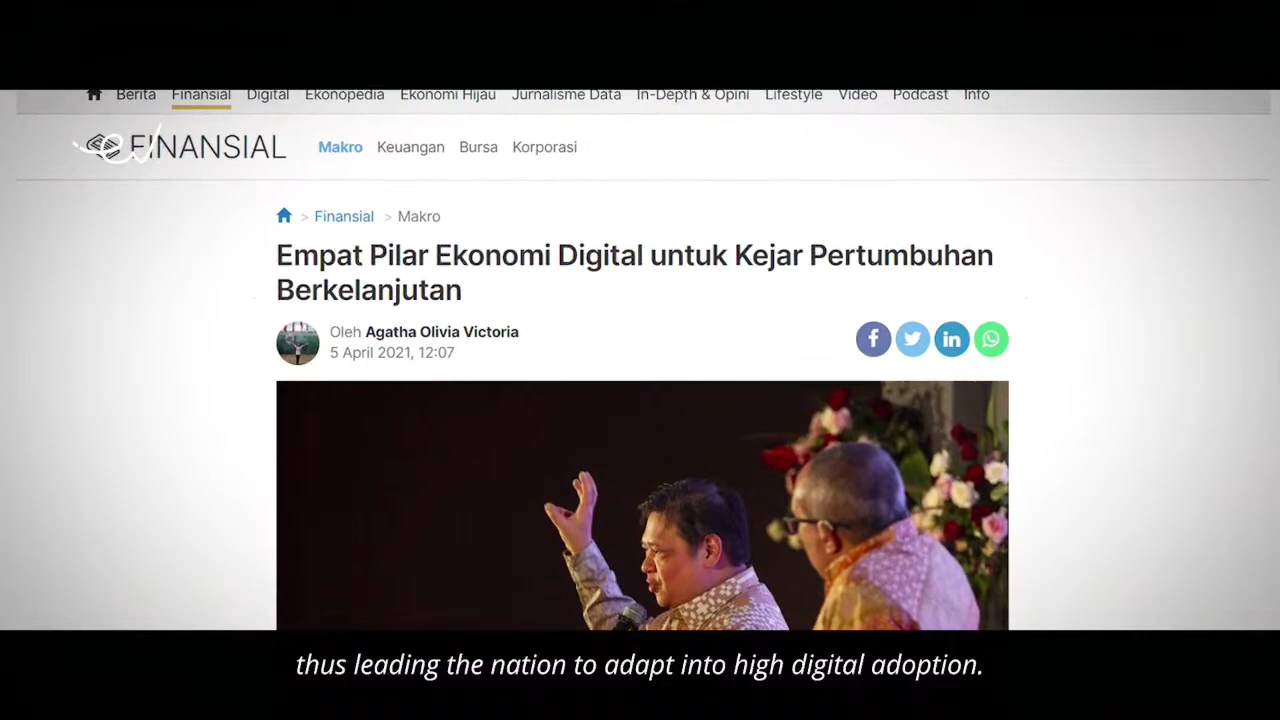 Berita Finansial Digital Ekonopedia Ekonomi Hijau Jurnalisme Data In-Depth & Opini Lifestyle Video Podcast Info
FINANSIAL Makro Keuangan Bursa Korporasi
> Finansial > Makro
Empat Pilar Ekonomi Digital untuk Kejar Pertumbuhan
Berkelanjutan
Oleh Agatha Olivia Victoria
5 April 2021, 12:07
thus leading the nation to adapt into high digital adoption.